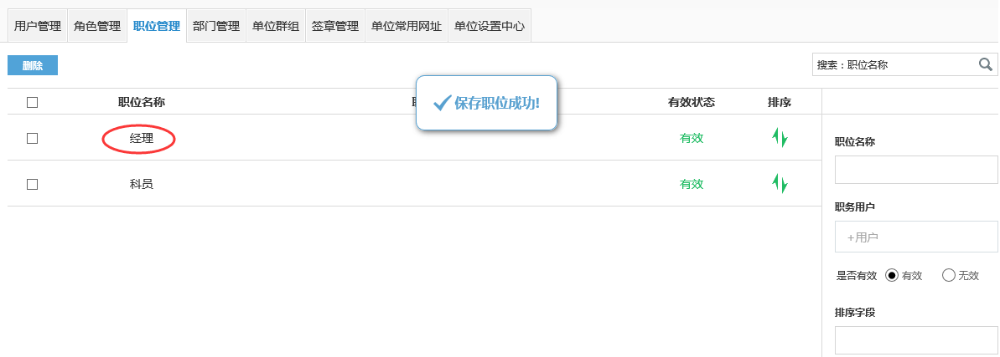 用户管理 角色管理 职位管理 部门管理 单位群组 签章管理 单位常用网址 单位设置中心
删除 搜索：职位名称
保存职位成功!
职位名称 有效状态 排序
经理 有效
科员 有效
职位名称
职务用户
+用户
是否有效 有效 无效
排序字段